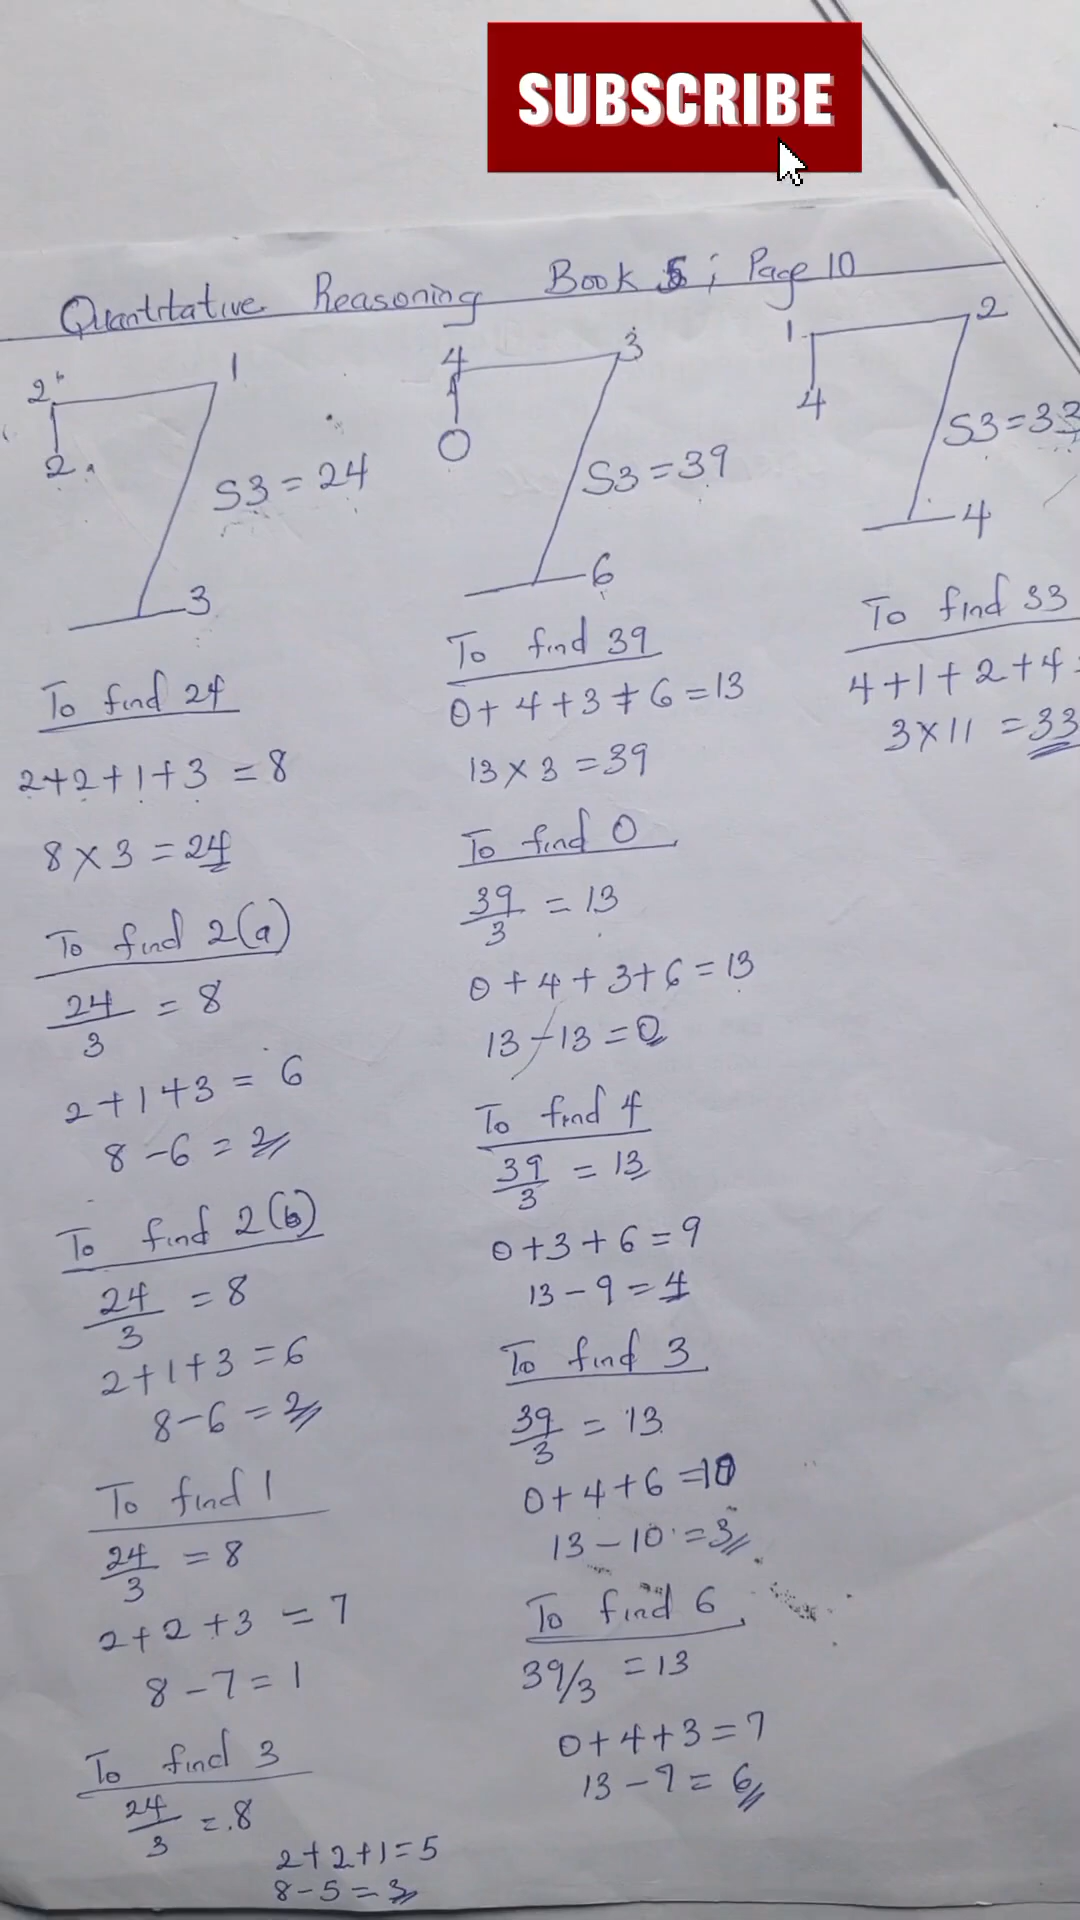 SUBSCRIBE
Quantitative Reasoning Book 5; Page 10
2 1
2
S3 = 24
3
To find 24
2+2+1+3 = 8
8 × 3 = 24
To find 2(a)
24/3 = 8
2+1+3 = 6
8 - 6 = 2
To find 2(b)
24/3 = 8
2+1+3 = 6
8 - 6 = 2
To find 1
24/3 = 8
2+2+3 = 7
8 - 7 = 1
To find 3
24/3 = 8
2+2+1 = 5
8 - 5 = 3
4 3
0
S3 = 39
6
To find 39
0+4+3+6 = 13
13 × 3 = 39
To find 0
39/3 = 13
0+4+3+6 = 13
13 - 13 = 0
To find 4
39/3 = 13
0+3+6 = 9
13 - 9 = 4
To find 3
39/3 = 13
0+4+6 = 10
13 - 10 = 3
To find 6
39/3 = 13
0+4+3 = 7
13 - 7 = 6
1 2
4
S3 = 33
4
To find 33
4+1+2+4 =
3 × 11 = 33